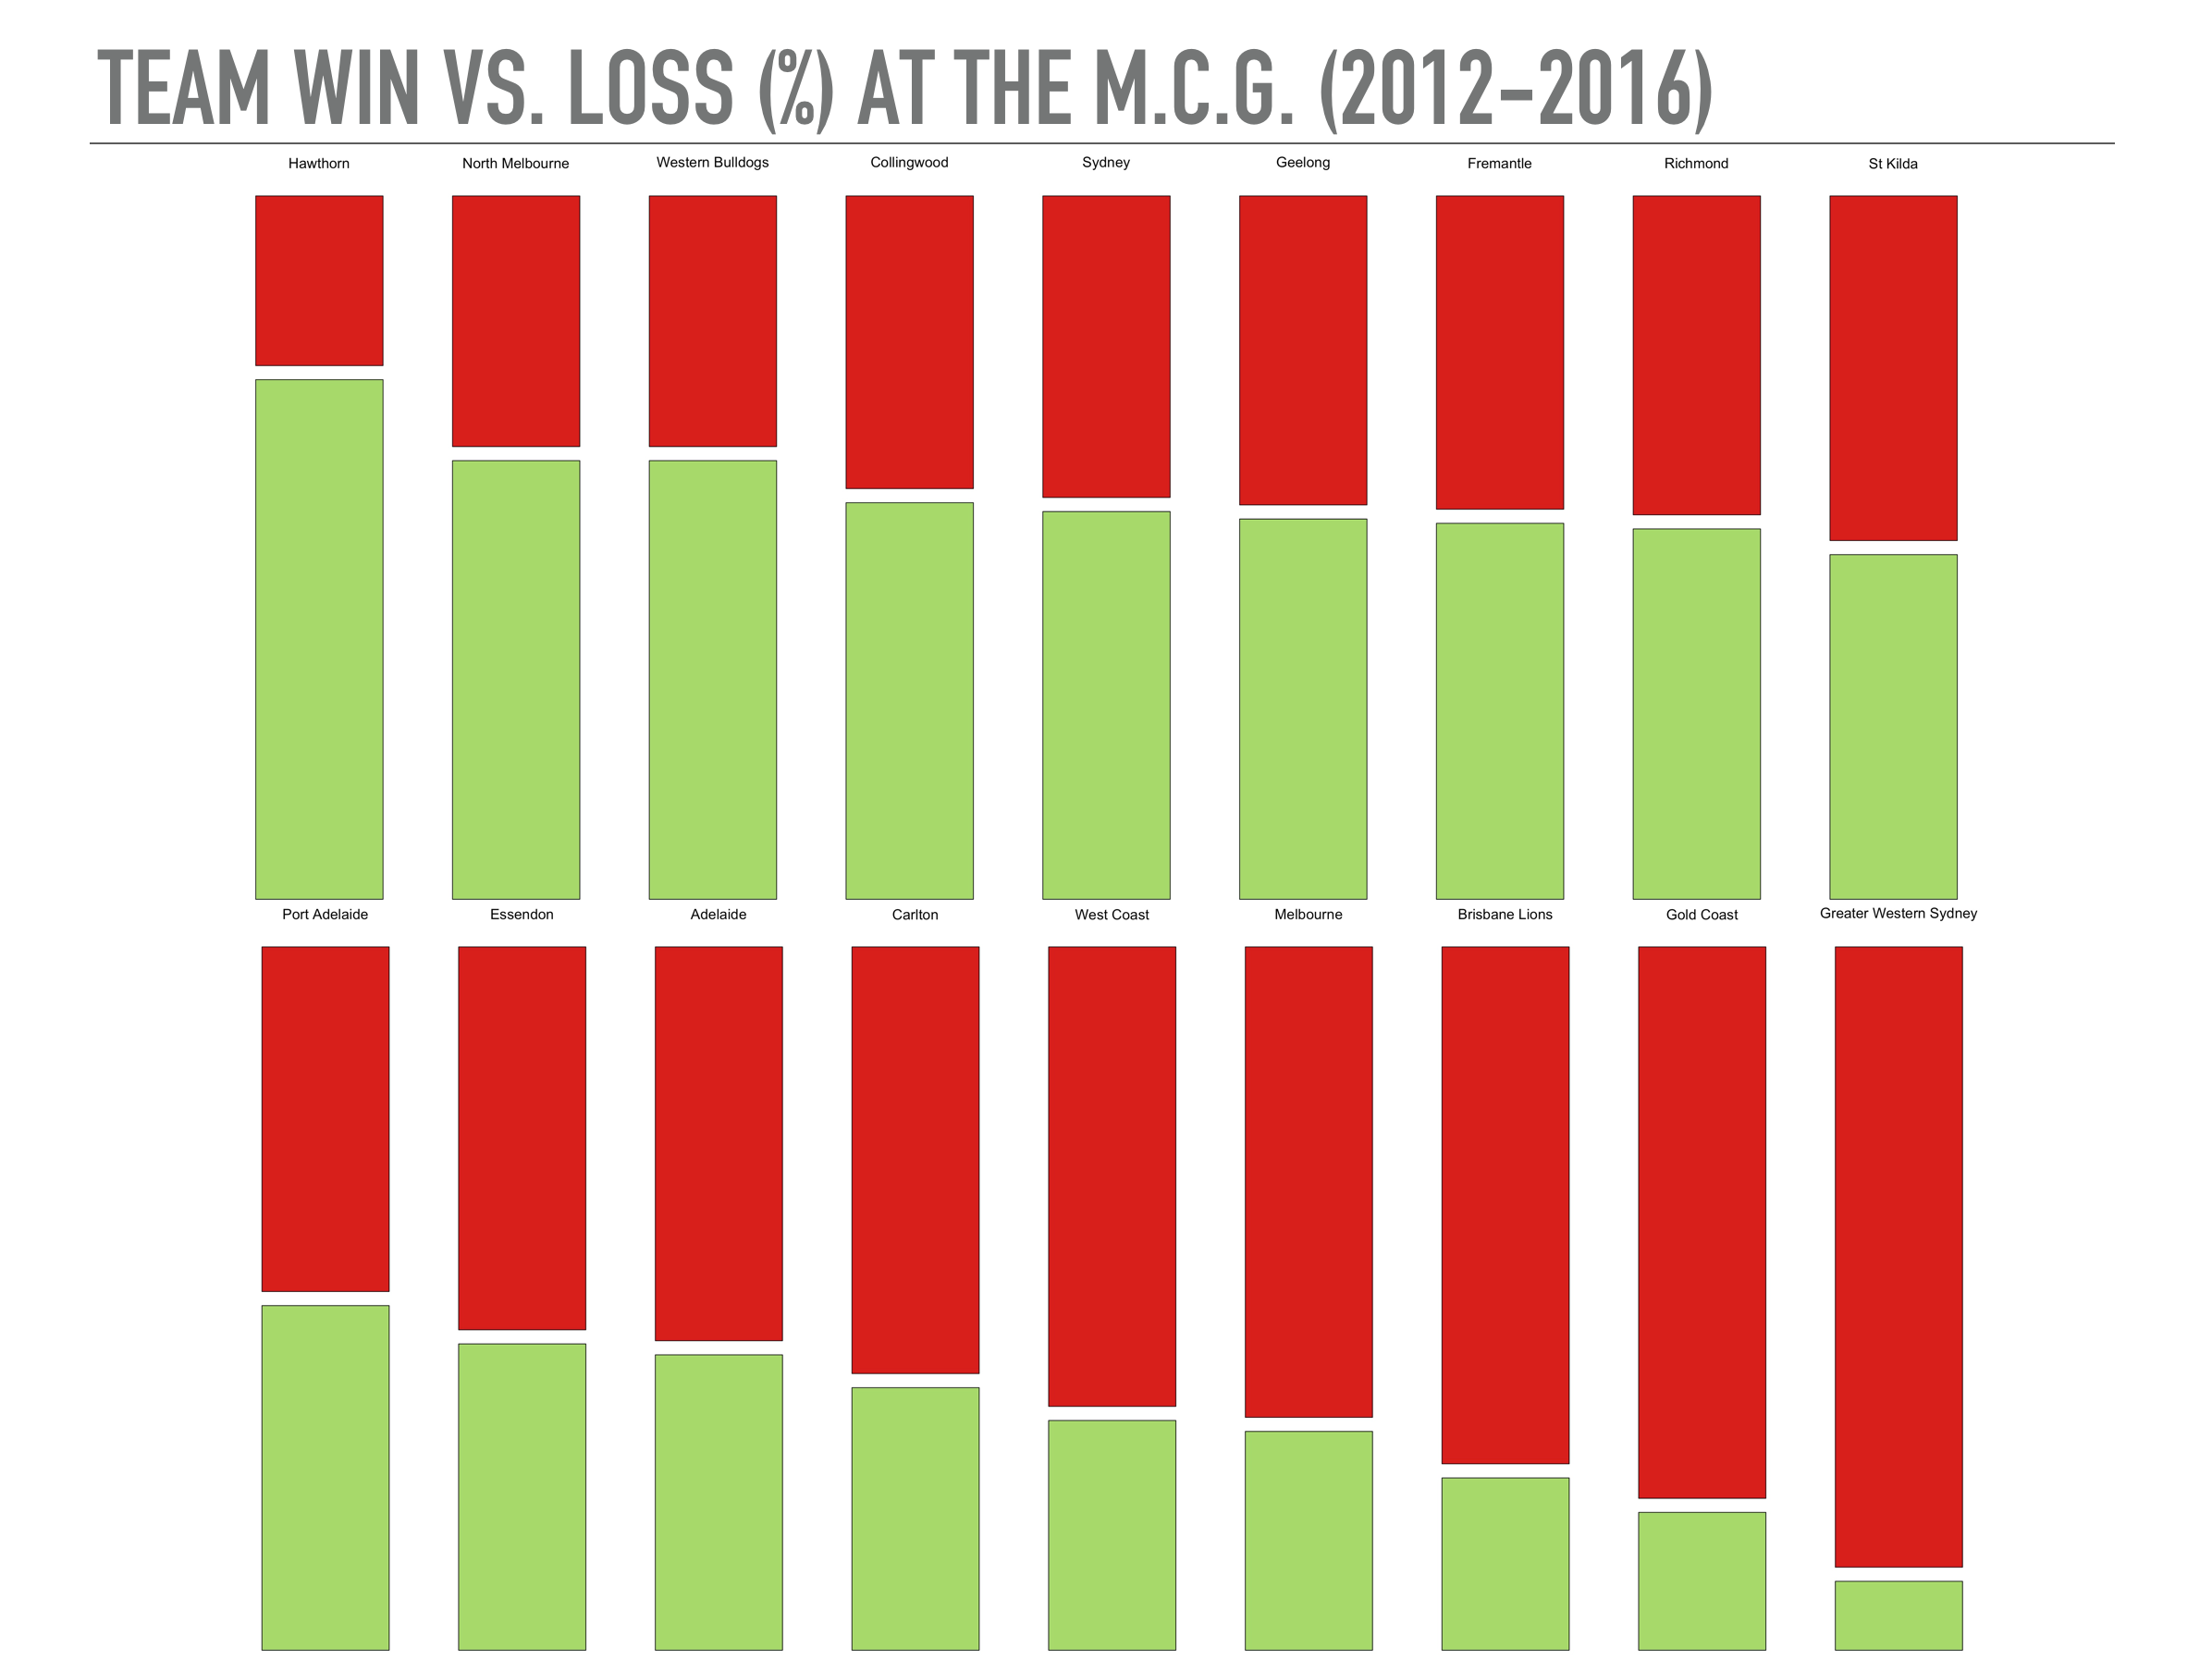 TEAM WIN VS. LOSS (%) AT THE M.C.G. (2012-2016)
Hawthorn North Melbourne Western Bulldogs Collingwood Sydney Geelong Fremantle Richmond St Kilda
Port Adelaide Essendon Adelaide Carlton West Coast Melbourne Brisbane Lions Gold Coast Greater Western Sydney